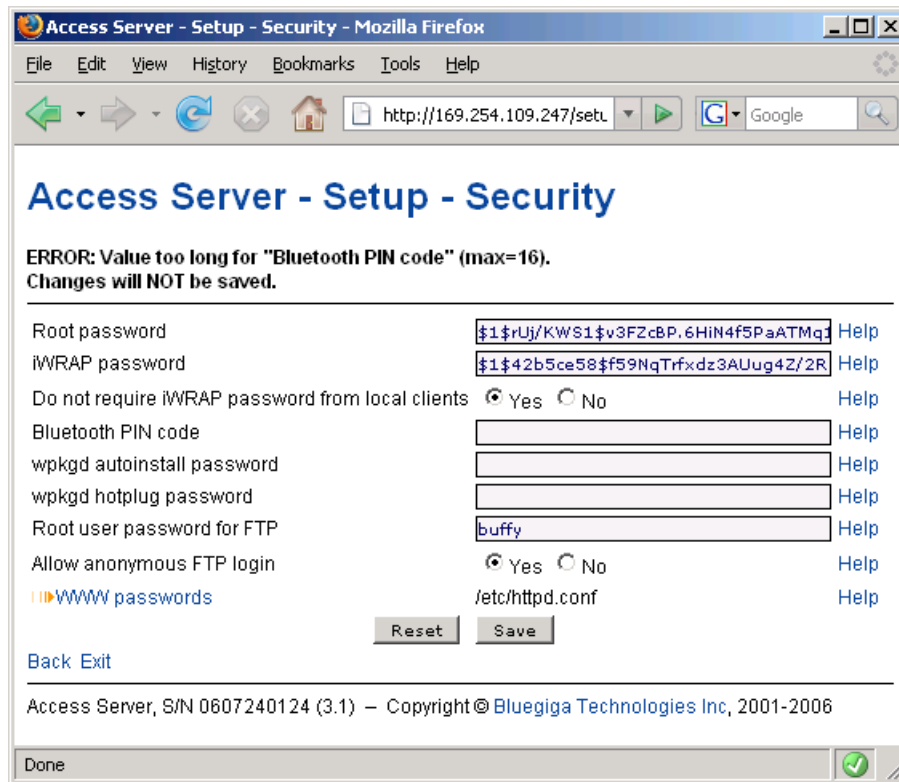 Access Server - Setup - Security - Mozilla Firefox
File Edit View History Bookmarks Tools Help
http://169.254.109.247/setu Google
Access Server - Setup - Security
ERROR: Value too long for "Bluetooth PIN code" (max=16).
Changes will NOT be saved.
Root password $1$rUj/KWS1$v3FZcBP.6HiN4f5PaATMq1 Help
iWRAP password $1$42b5ce58$f59NqTrfxdz3AUug4Z/2R Help
Do not require iWRAP password from local clients Yes No Help
Bluetooth PIN code Help
wpkgd autoinstall password Help
wpkgd hotplug password Help
Root user password for FTP buffy Help
Allow anonymous FTP login Yes No Help
WWW passwords /etc/httpd.conf Help
Reset Save
Back Exit
Access Server, S/N 0607240124 (3.1) – Copyright © Bluegiga Technologies Inc, 2001-2006
Done